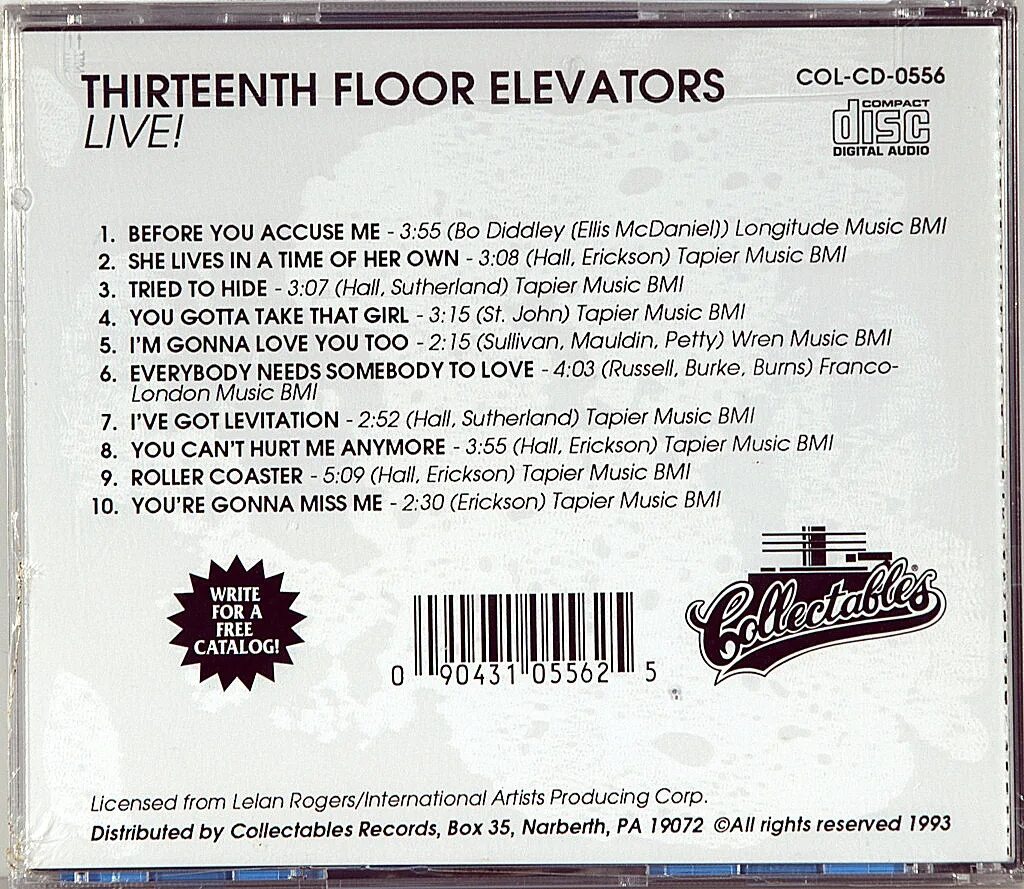 THIRTEENTH FLOOR ELEVATORS
LIVE!
COL-CD-0556
COMPACT
disc
DIGITAL AUDIO
1. BEFORE YOU ACCUSE ME - 3:55 (Bo Diddley (Ellis McDaniel)) Longitude Music BMI
2. SHE LIVES IN A TIME OF HER OWN - 3:08 (Hall, Erickson) Tapier Music BMI
3. TRIED TO HIDE - 3:07 (Hall, Sutherland) Tapier Music BMI
4. YOU GOTTA TAKE THAT GIRL - 3:15 (St. John) Tapier Music BMI
5. I'M GONNA LOVE YOU TOO - 2:15 (Sullivan, Mauldin, Petty) Wren Music BMI
6. EVERYBODY NEEDS SOMEBODY TO LOVE - 4:03 (Russell, Burke, Burns) Franco-
London Music BMI
7. I'VE GOT LEVITATION - 2:52 (Hall, Sutherland) Tapier Music BMI
8. YOU CAN'T HURT ME ANYMORE - 3:55 (Hall, Erickson) Tapier Music BMI
9. ROLLER COASTER - 5:09 (Hall, Erickson) Tapier Music BMI
10. YOU'RE GONNA MISS ME - 2:30 (Erickson) Tapier Music BMI
WRITE
FOR A
FREE
CATALOG!
0 90431 05562 5
Collectables®
Licensed from Lelan Rogers/International Artists Producing Corp.
Distributed by Collectables Records, Box 35, Narberth, PA 19072 ©All rights reserved 1993